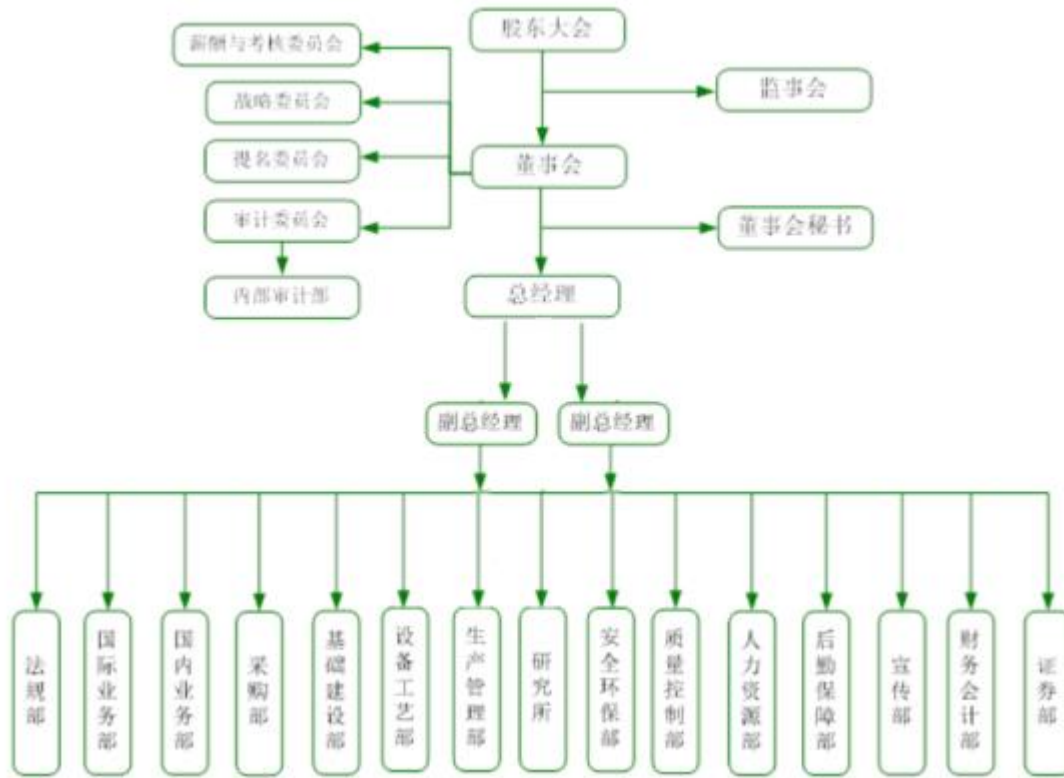 股东大会
薪酬与考核委员会
监事会
战略委员会
提名委员会
董事会
审计委员会
董事会秘书
内部审计部
总经理
副总经理
副总经理
法规部
国际业务部
国内业务部
采购部
基础建设部
设备工艺部
生产管理部
研究所
安全环保部
质量控制部
人力资源部
后勤保障部
宣传部
财务会计部
证券部